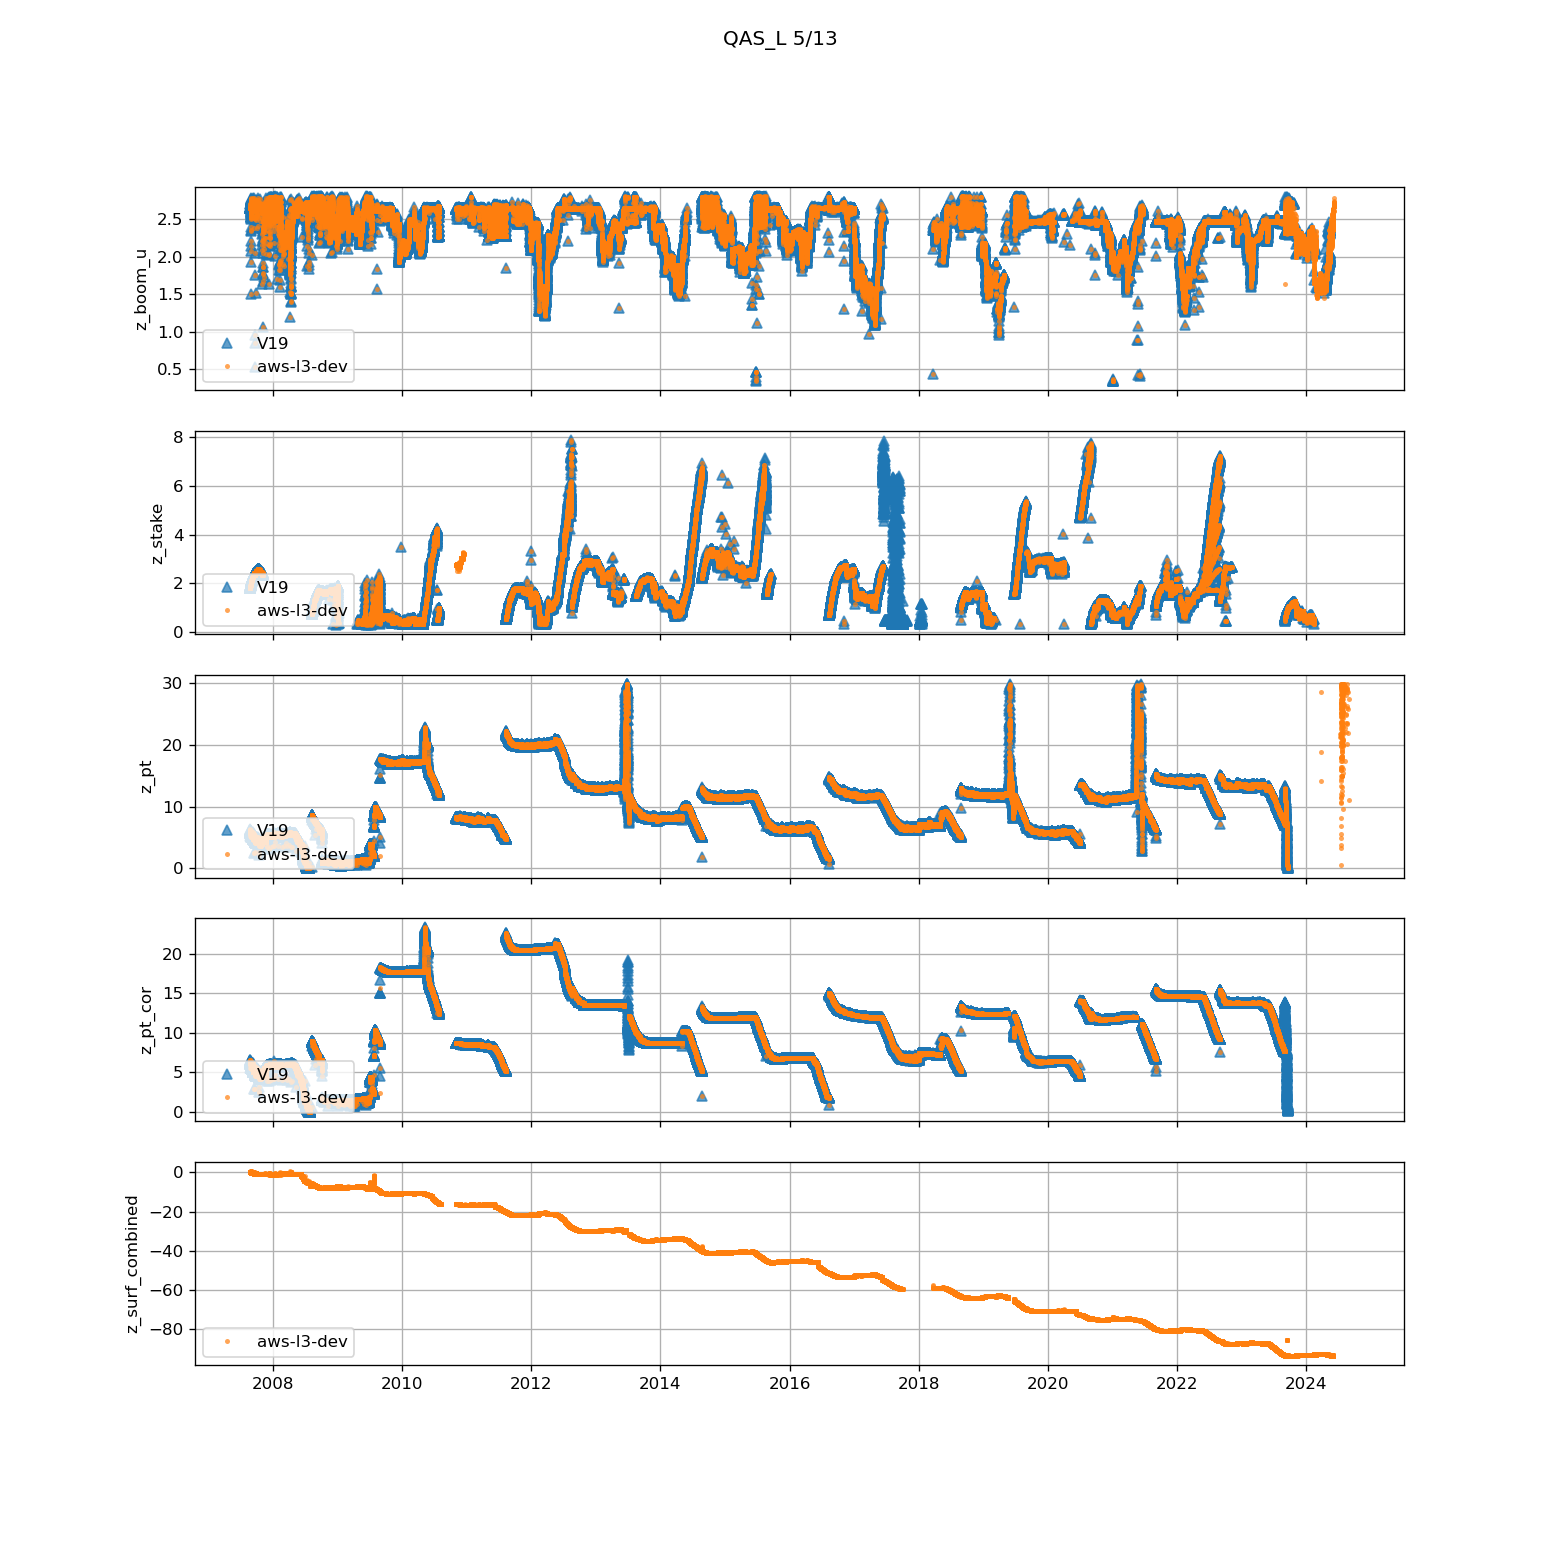 QAS_L 5/13
z_boom_u
2.5
2.0
1.5
1.0
0.5
V19
aws-l3-dev
z_stake
8
6
4
2
0
V19
aws-l3-dev
z_pt
30
20
10
0
V19
aws-l3-dev
z_pt_cor
20
15
10
5
0
V19
aws-l3-dev
z_surf_combined
0
−20
−40
−60
−80
aws-l3-dev
2008 2010 2012 2014 2016 2018 2020 2022 2024